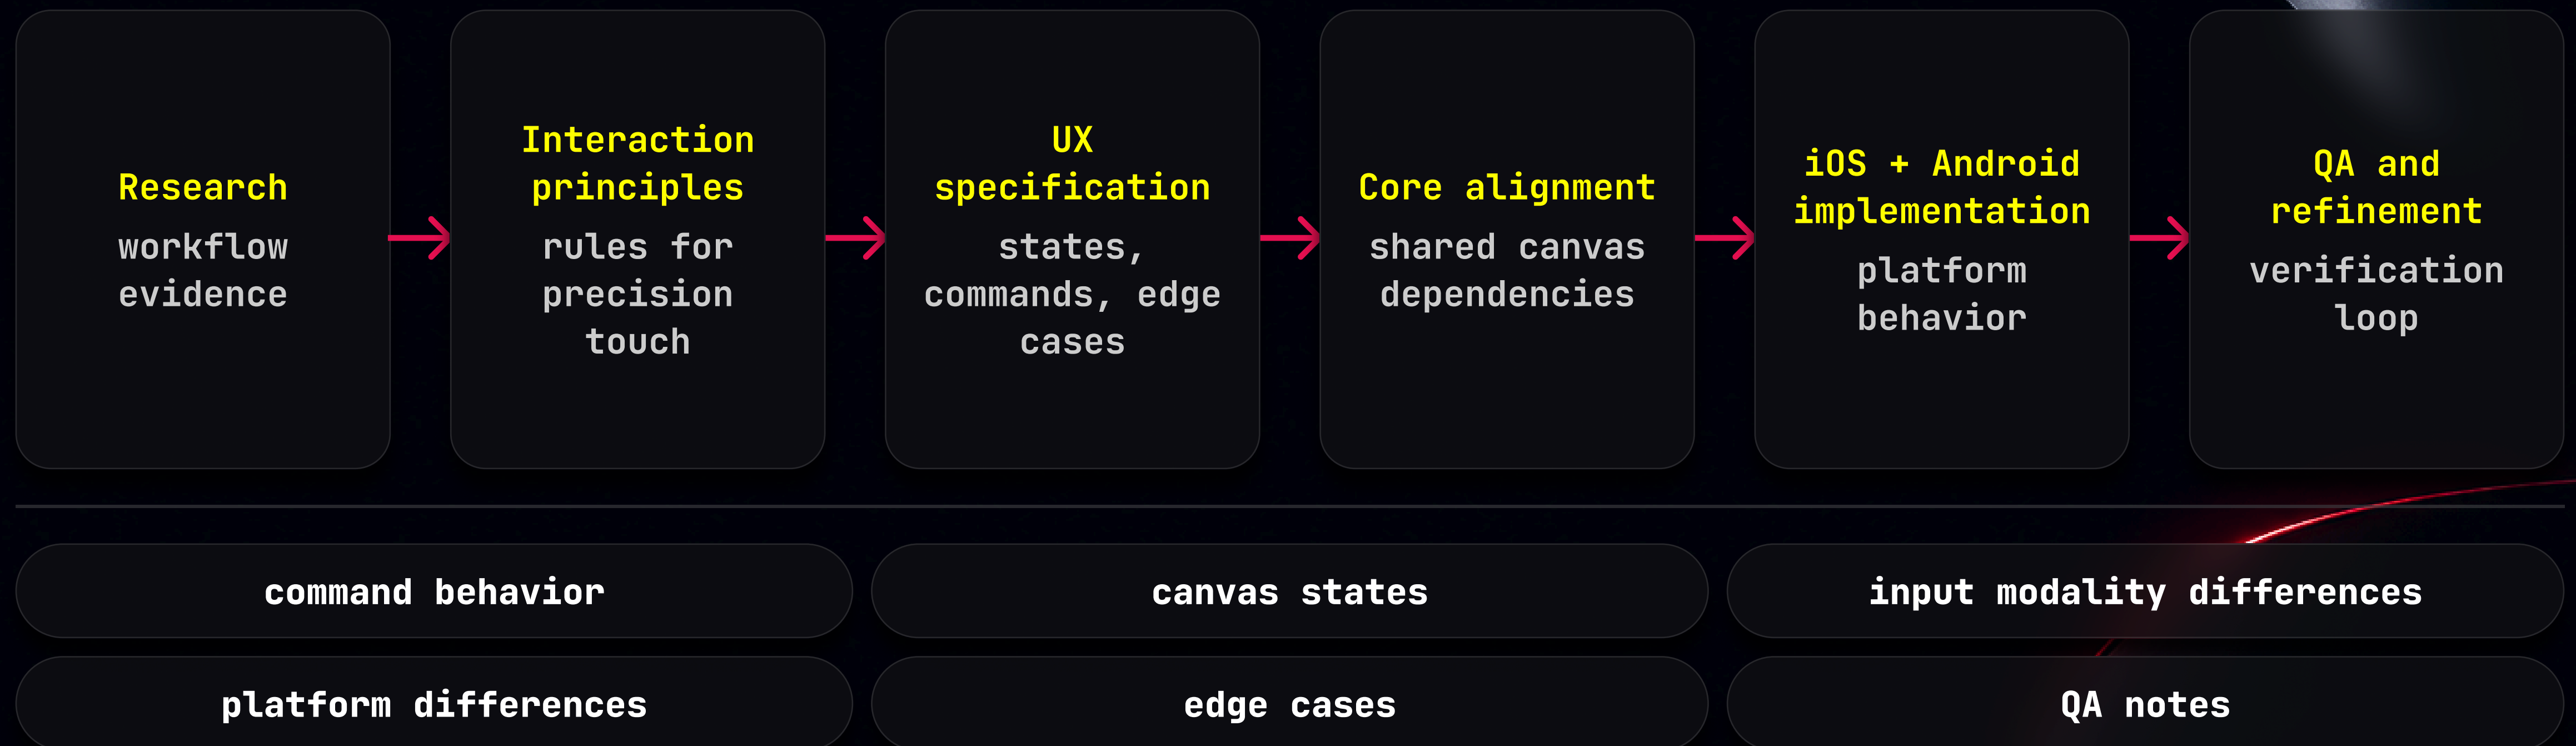 Research
workflow
evidence
Interaction
principles
rules for
precision
touch
UX
specification
states,
commands, edge
cases
Core alignment
shared canvas
dependencies
iOS + Android
implementation
platform
behavior
QA and
refinement
verification
loop
command behavior
canvas states
input modality differences
platform differences
edge cases
QA notes